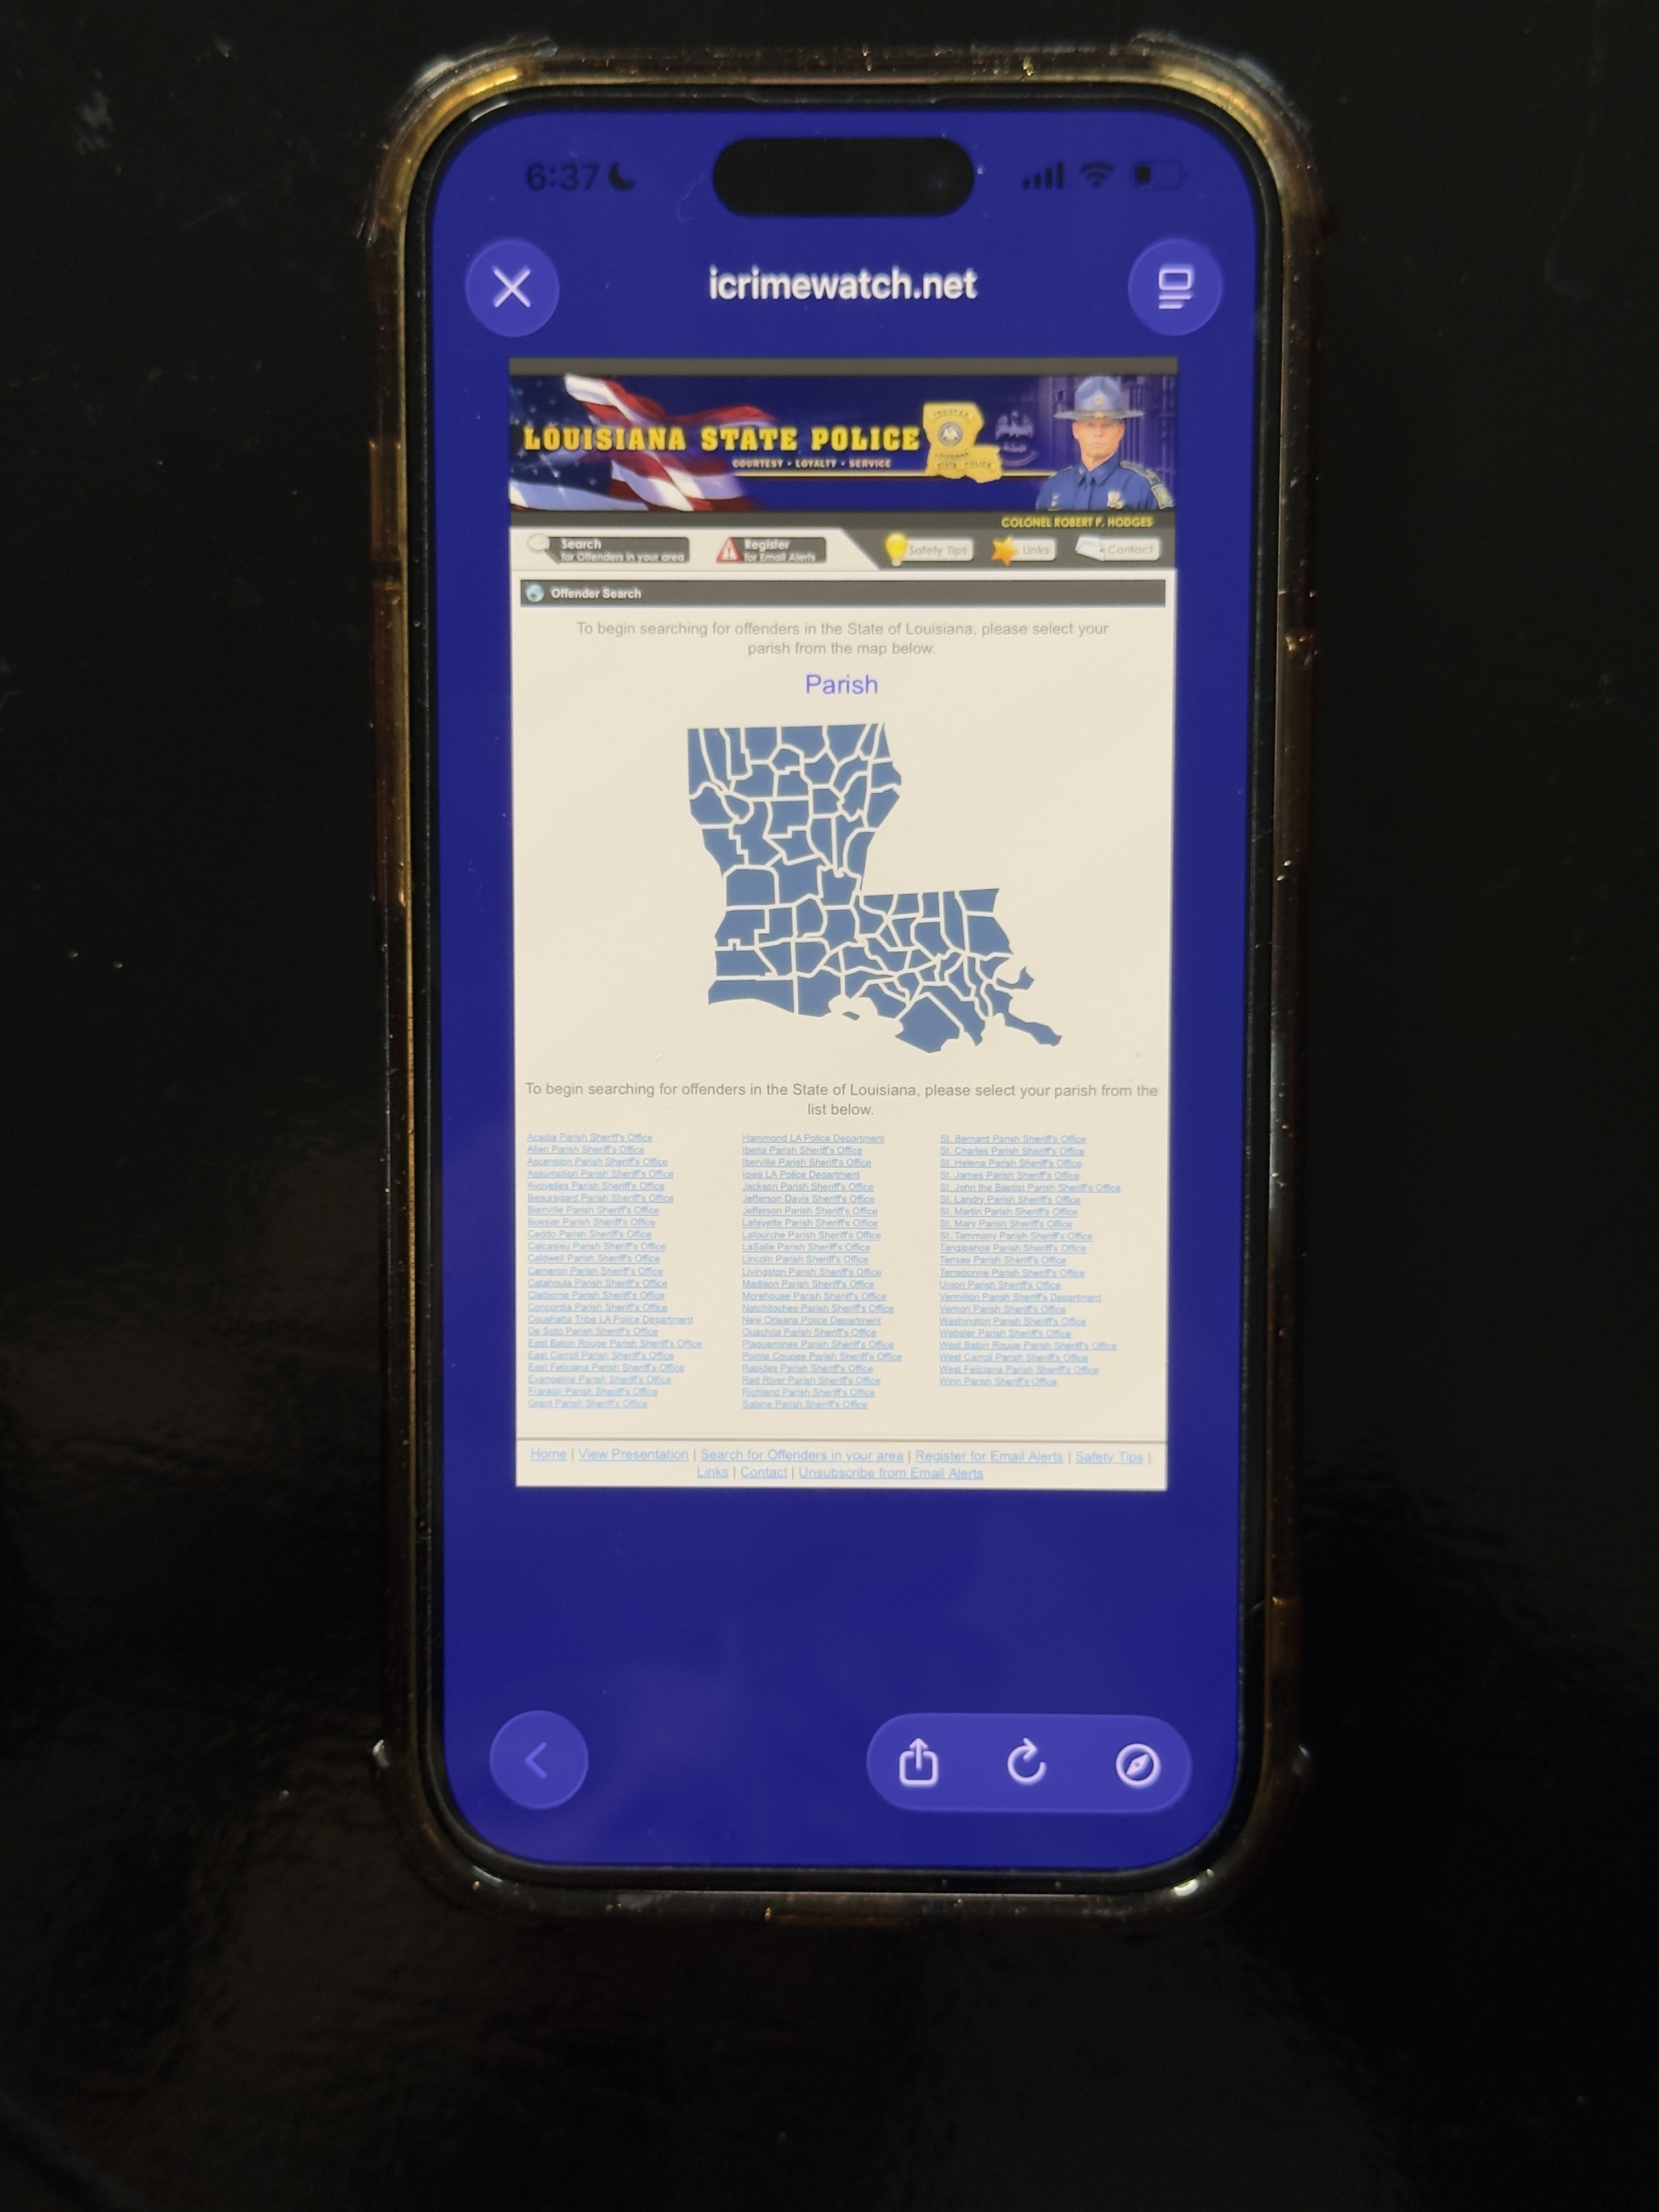 6:37
icrimewatch.net
TROOPER
LOUISIANA
STATE POLICE
LOUISIANA STATE POLICE
COURTESY • LOYALTY • SERVICE
COLONEL ROBERT P. HODGES
Search
for Offenders in your area
Register
for Email Alerts
Safety Tips
Links
Contact
Offender Search
To begin searching for offenders in the State of Louisiana, please select your
parish from the map below.
Parish
To begin searching for offenders in the State of Louisiana, please select your parish from the
list below.
Acadia Parish Sheriff's Office
Allen Parish Sheriff's Office
Ascension Parish Sheriff's Office
Assumption Parish Sheriff's Office
Avoyelles Parish Sheriff's Office
Beauregard Parish Sheriff's Office
Bienville Parish Sheriff's Office
Bossier Parish Sheriff's Office
Caddo Parish Sheriff's Office
Calcasieu Parish Sheriff's Office
Caldwell Parish Sheriff's Office
Cameron Parish Sheriff's Office
Catahoula Parish Sheriff's Office
Claiborne Parish Sheriff's Office
Concordia Parish Sheriff's Office
Coushatta Tribe LA Police Department
De Soto Parish Sheriff's Office
East Baton Rouge Parish Sheriff's Office
East Carroll Parish Sheriff's Office
East Feliciana Parish Sheriff's Office
Evangeline Parish Sheriff's Office
Franklin Parish Sheriff's Office
Grant Parish Sheriff's Office
Hammond LA Police Department
Iberia Parish Sheriff's Office
Iberville Parish Sheriff's Office
Iowa LA Police Department
Jackson Parish Sheriff's Office
Jefferson Davis Sheriff's Office
Jefferson Parish Sheriff's Office
Lafayette Parish Sheriff's Office
Lafourche Parish Sheriff's Office
LaSalle Parish Sheriff's Office
Lincoln Parish Sheriff's Office
Livingston Parish Sheriff's Office
Madison Parish Sheriff's Office
Morehouse Parish Sheriff's Office
Natchitoches Parish Sheriff's Office
New Orleans Police Department
Ouachita Parish Sheriff's Office
Plaquemines Parish Sheriff's Office
Pointe Coupee Parish Sheriff's Office
Rapides Parish Sheriff's Office
Red River Parish Sheriff's Office
Richland Parish Sheriff's Office
Sabine Parish Sheriff's Office
St. Bernard Parish Sheriff's Office
St. Charles Parish Sheriff's Office
St. Helena Parish Sheriff's Office
St. James Parish Sheriff's Office
St. John the Baptist Parish Sheriff's Office
St. Landry Parish Sheriff's Office
St. Martin Parish Sheriff's Office
St. Mary Parish Sheriff's Office
St. Tammany Parish Sheriff's Office
Tangipahoa Parish Sheriff's Office
Tensas Parish Sheriff's Office
Terrebonne Parish Sheriff's Office
Union Parish Sheriff's Office
Vermilion Parish Sheriff's Department
Vernon Parish Sheriff's Office
Washington Parish Sheriff's Office
Webster Parish Sheriff's Office
West Baton Rouge Parish Sheriff's Office
West Carroll Parish Sheriff's Office
West Feliciana Parish Sheriff's Office
Winn Parish Sheriff's Office
Home | View Presentation | Search for Offenders in your area | Register for Email Alerts | Safety Tips |
Links | Contact | Unsubscribe from Email Alerts